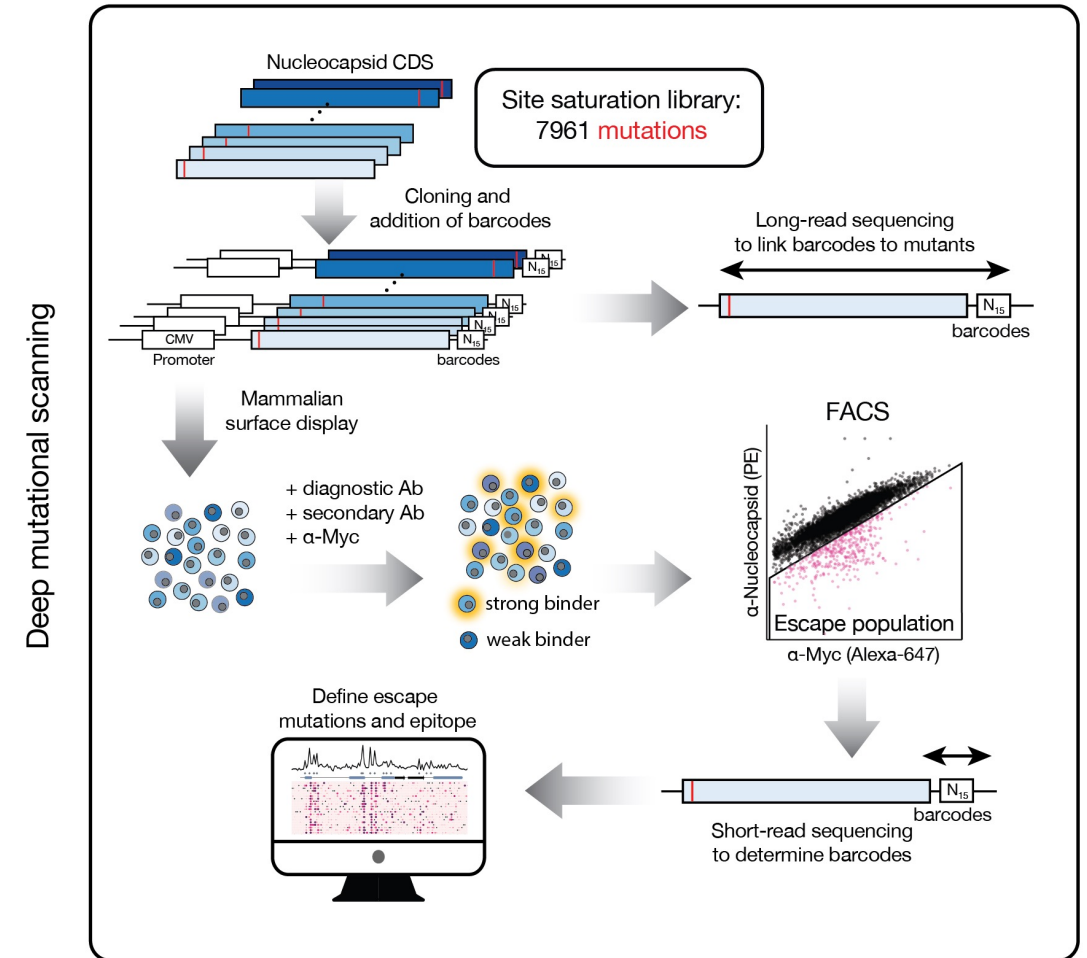 Deep mutational scanning
Nucleocapsid CDS
Site saturation library:
7961 mutations
Cloning and
addition of barcodes
N15
N15
N15
N15
N15
CMV
N15
Promoter
barcodes
Long-read sequencing
to link barcodes to mutants
N15
barcodes
Mammalian
surface display
+ diagnostic Ab
+ secondary Ab
+ α-Myc
strong binder
weak binder
FACS
α-Nucleocapsid (PE)
Escape population
α-Myc (Alexa-647)
Define escape
mutations and epitope
N15
barcodes
Short-read sequencing
to determine barcodes